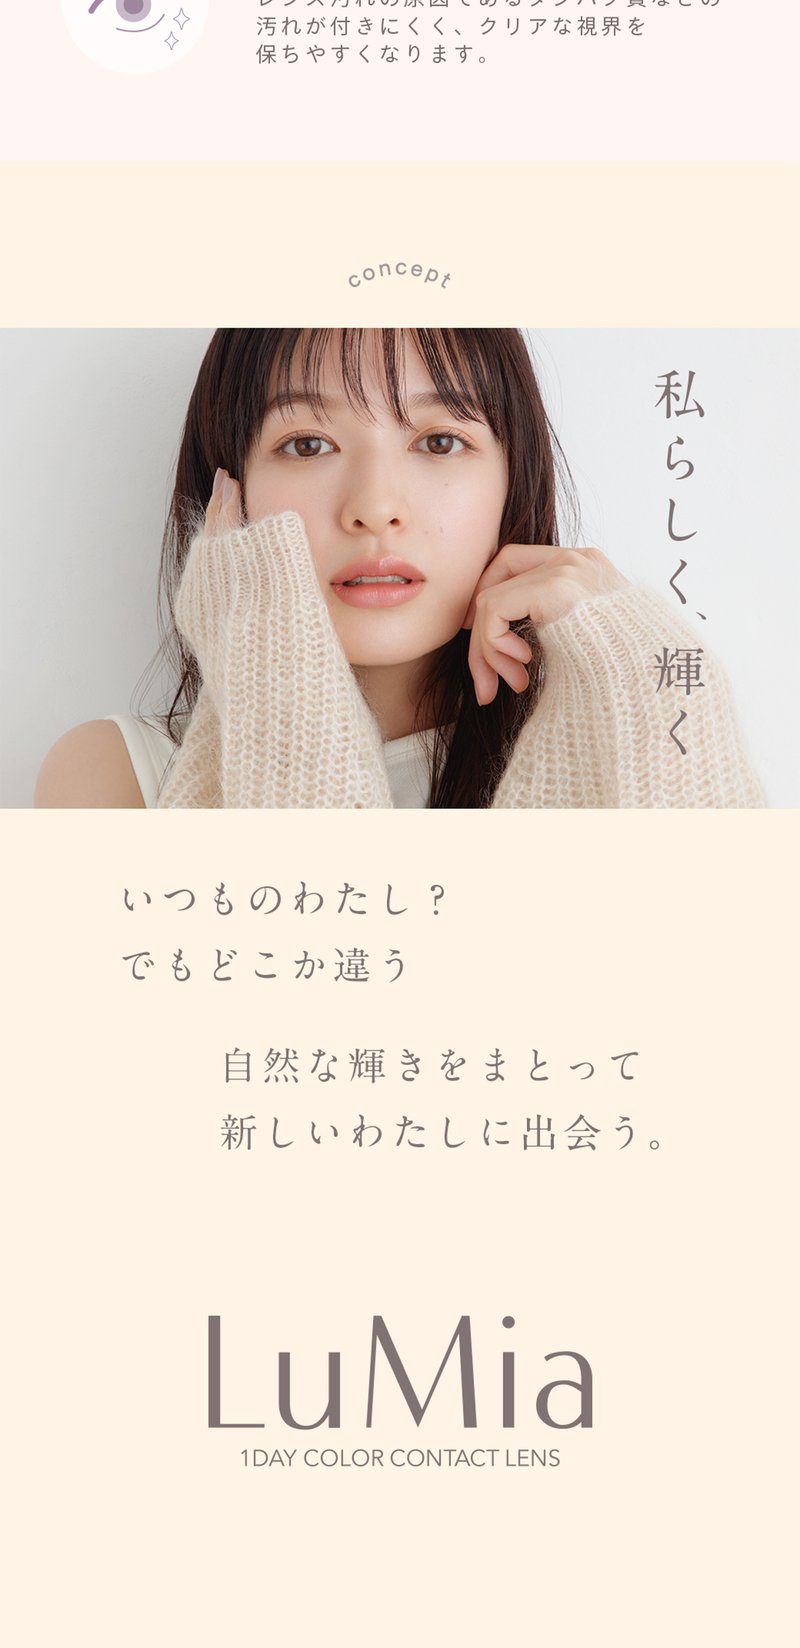 汚れが付きにくく、クリアな視界を
保ちやすくなります。
concept
私らしく、輝く
いつものわたし？
でもどこか違う
自然な輝きをまとって
新しいわたしに出会う。
LuMia
1DAY COLOR CONTACT LENS